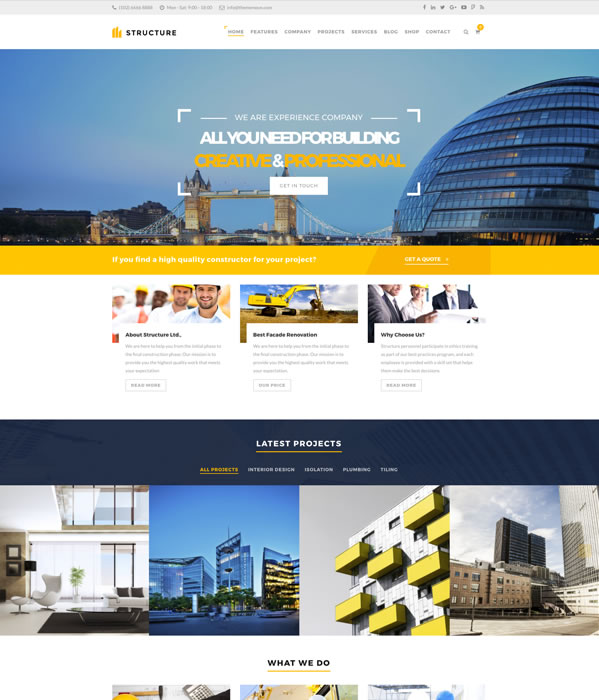 (102) 6666 8888 Mon - Sat: 9:00 - 18:00
STRUCTURE
HOME FEATURES COMPANY PROJECTS SERVICES BLOG SHOP CONTACT
WE ARE EXPERIENCE COMPANY
ALL YOU NEED FOR BUILDING
CREATIVE & PROFESSIONAL
GET IN TOUCH
If you find a high quality constructor for your project?
GET A QUOTE
About Structure Ltd.,
We are here to help you from the initial phase to
the final construction phase. Our mission is to
provide you the highest quality work that meets
your expectation
READ MORE
Best Facade Renovation
We are here to help you from the initial phase to
the final construction phase. Our mission is to
provide you the highest quality work that meets
your expectation.
OUR PRICE
Why Choose Us?
Structure personnel participate in ethics training
as part of our best practices program, and each
employee is provided with a skill set that helps
them make the best decisions.
READ MORE
LATEST PROJECTS
ALL PROJECTS INTERIOR DESIGN ISOLATION PLUMBING TILING
WHAT WE DO